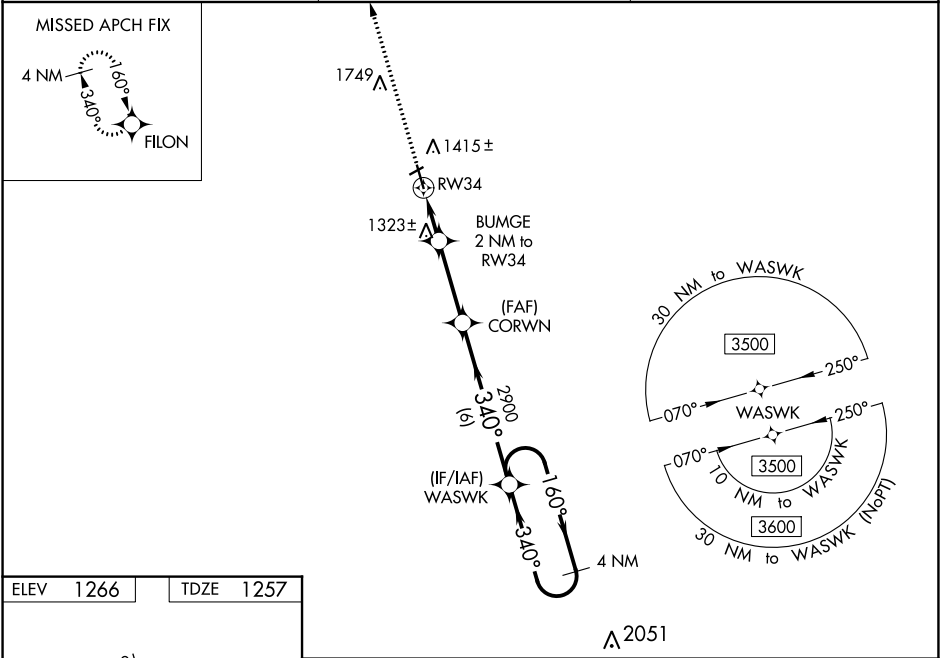 MISSED APCH FIX
4 NM
160°
340°
FILON
1749
1415 ±
RW34
1323±
BUMGE
2 NM to
RW34
(FAF)
CORWN
2900
340°
(6)
(IF/IAF)
WASWK
160°
340°
4 NM
2051
30 NM to WASWK
3500
250°
070°
WASWK
250°
070°
3500
10 NM to WASWK
3600
30 NM to WASWK (NoPT)
ELEV 1266
TDZE 1257